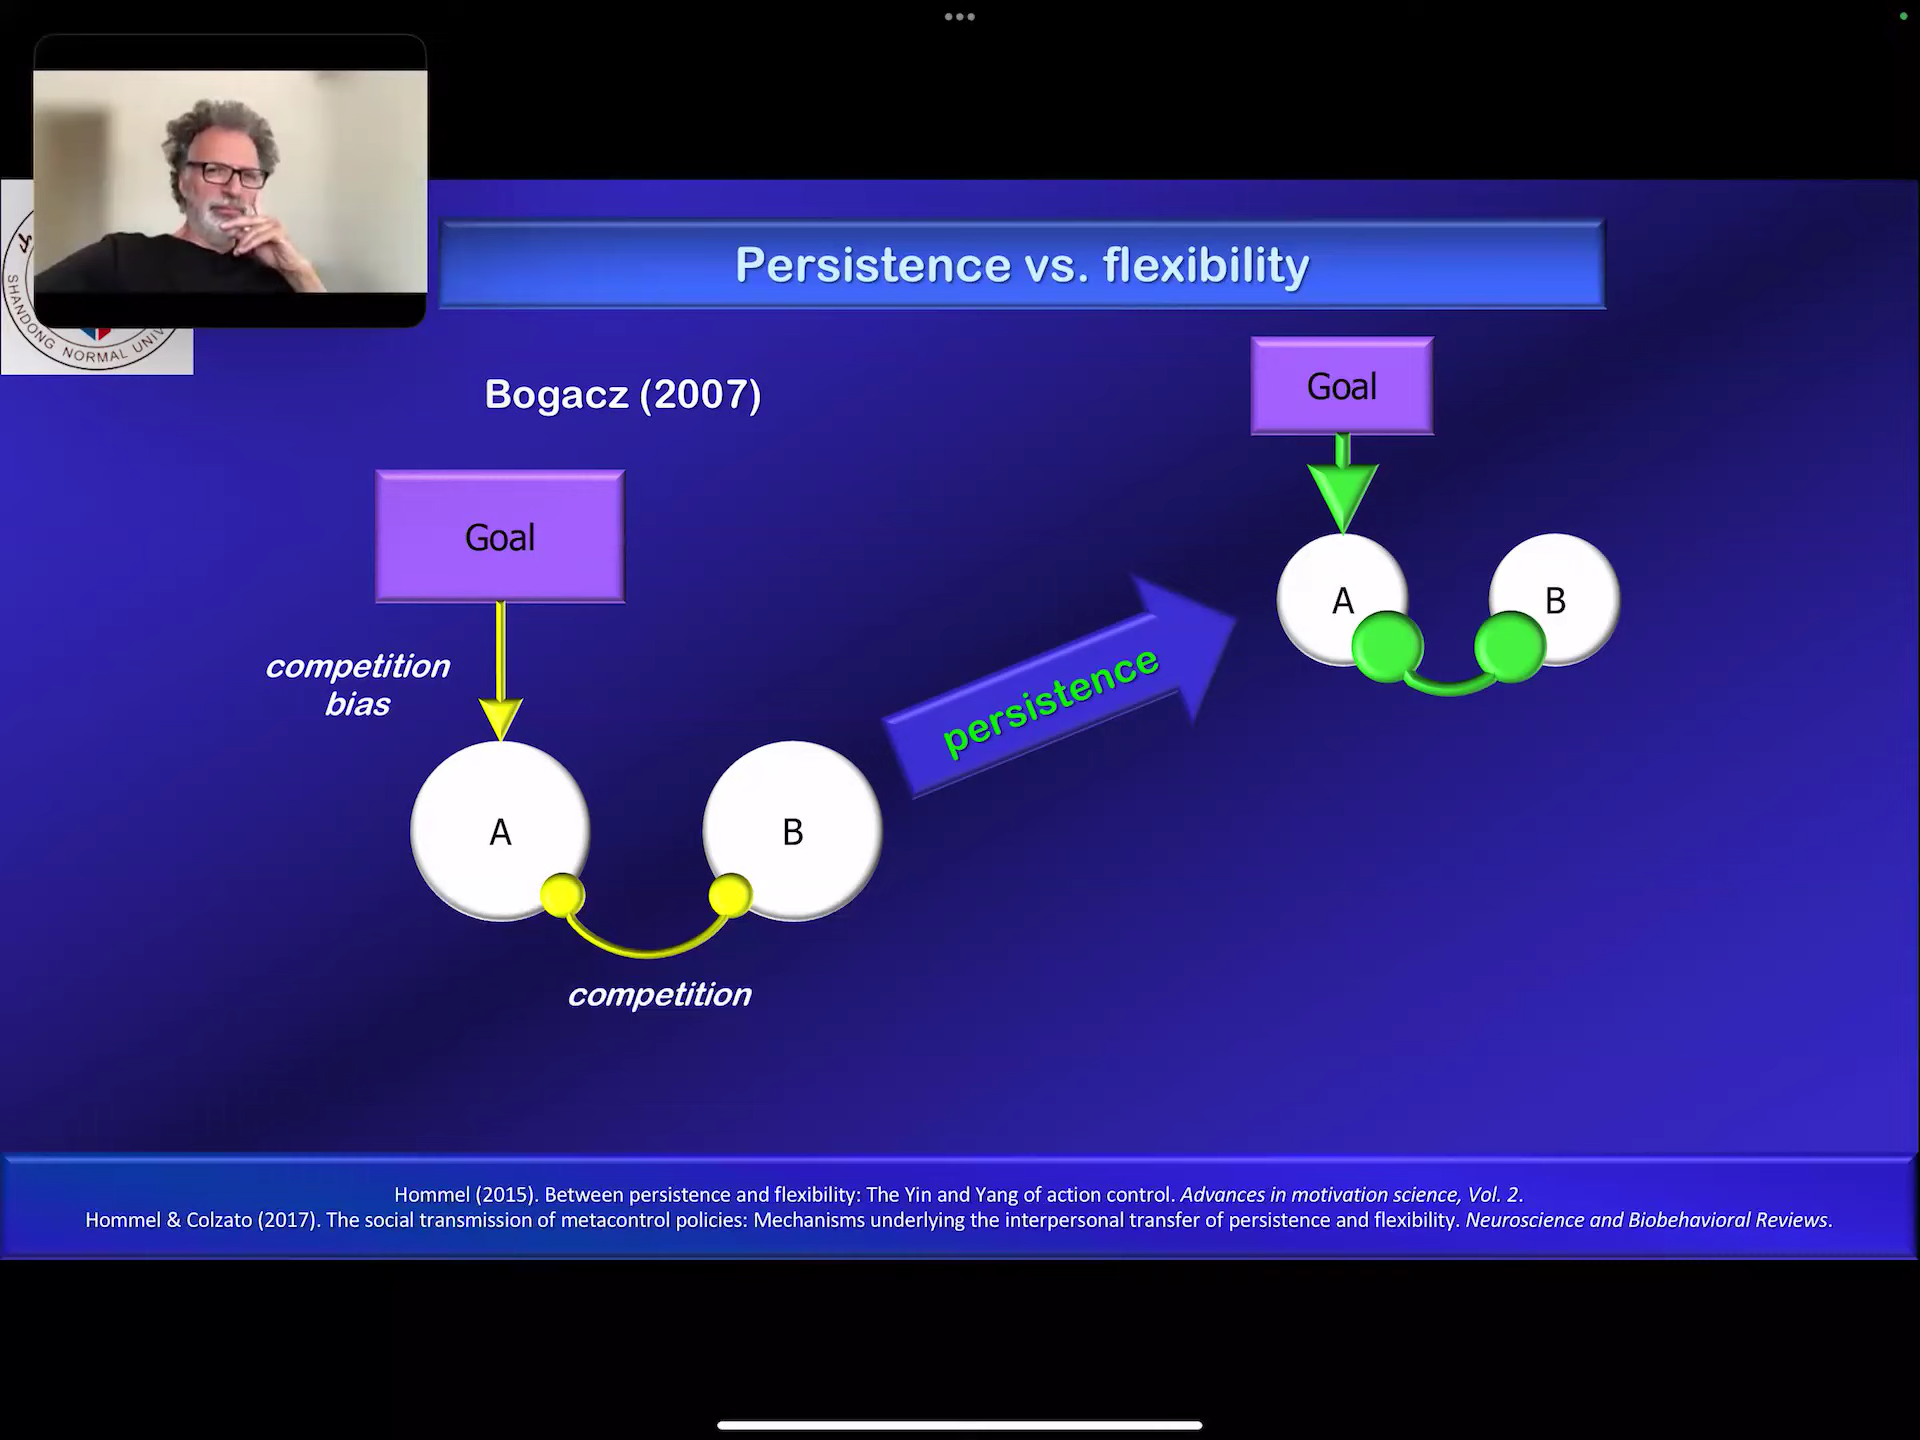 Persistence vs. flexibility
SHANDONG NORMAL
Bogacz (2007)
Goal
Goal
competition
bias
A
B
persistence
A
B
competition
Hommel (2015). Between persistence and flexibility: The Yin and Yang of action control. Advances in motivation science, Vol. 2.
Hommel & Colzato (2017). The social transmission of metacontrol policies: Mechanisms underlying the interpersonal transfer of persistence and flexibility. Neuroscience and Biobehavioral Reviews.